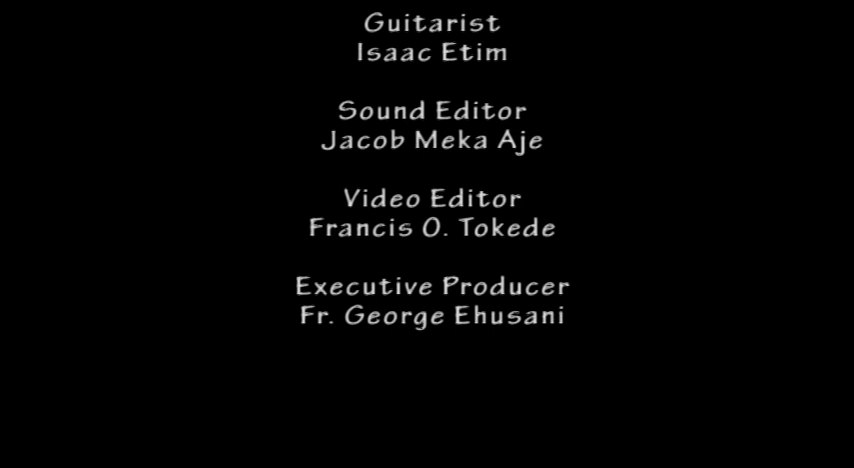 Guitarist
Isaac Etim
Sound Editor
Jacob Meka Aje
Video Editor
Francis O. Tokede
Executive Producer
Fr. George Ehusani